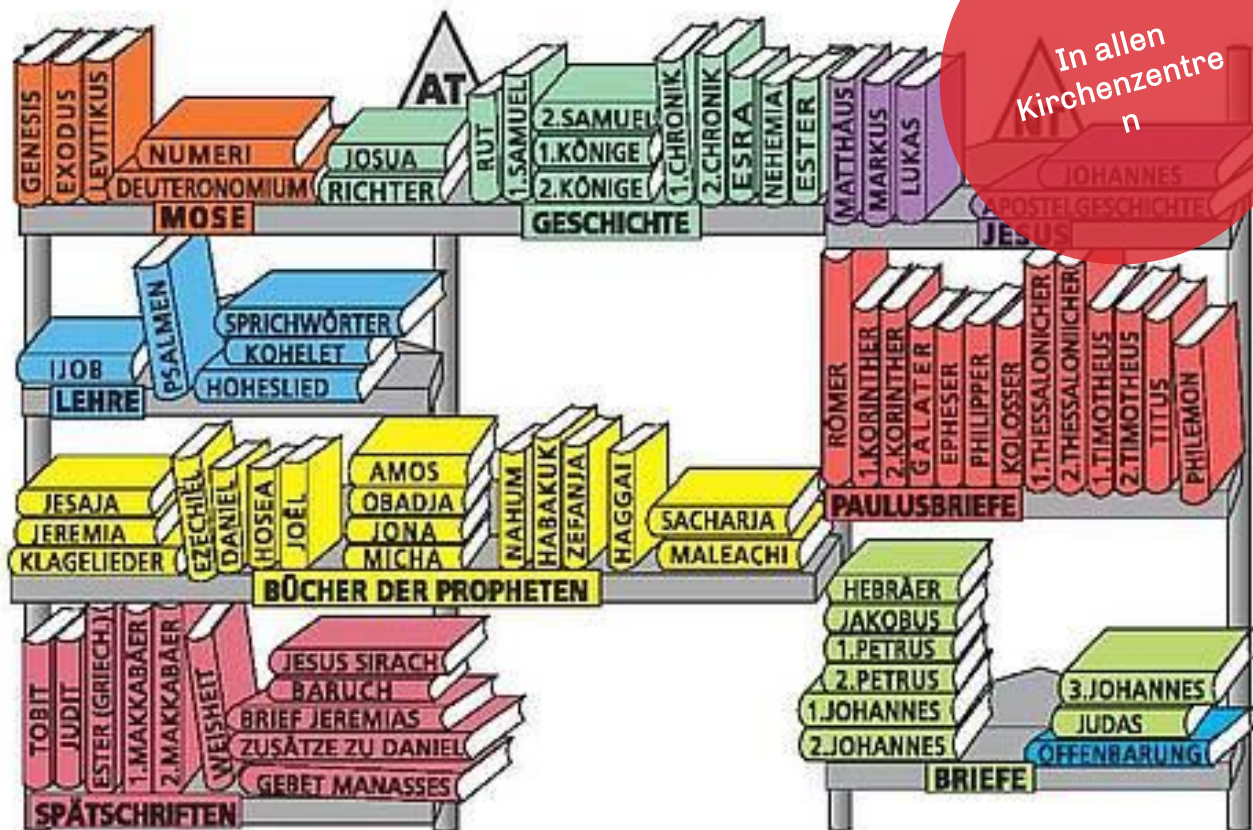 AT
NT
In allen
Kirchenzentre
n
GENESIS
EXODUS
LEVITIKUS
NUMERI
DEUTERONOMIUM
MOSE
JOSUA
RICHTER
RUT
1.SAMUEL
2.SAMUEL
1.KÖNIGE
2.KÖNIGE
1.CHRONIK
2.CHRONIK
ESRA
NEHEMIA
ESTER
GESCHICHTE
MATTHÄUS
MARKUS
LUKAS
JOHANNES
APOSTELGESCHICHTE
JESUS
IJOB
PSALMEN
SPRICHWÖRTER
KOHELET
HOHESLIED
LEHRE
RÖMER
1.KORINTHER
2.KORINTHER
GALATER
EPHESER
PHILIPPER
KOLOSSER
1.THESSALONICHER
2.THESSALONIICHER
1.TIMOTHEUS
2.TIMOTHEUS
TITUS
PHILEMON
PAULUSBRIEFE
JESAJA
JEREMIA
KLAGELIEDER
EZECHIEL
DANIEL
HOSEA
JOËL
AMOS
OBADJA
JONA
MICHA
NAHUM
HABAKUK
ZEFANJA
HAGGAI
SACHARJA
MALEACHI
BÜCHER DER PROPHETEN
TOBIT
JUDIT
ESTER (GRIECH.)
1.MAKKABÄER
2.MAKKABÄER
WEISHEIT
JESUS SIRACH
BARUCH
BRIEF JEREMIAS
ZUSÄTZE ZU DANIEL
GEBET MANASSES
SPÄTSCHRIFTEN
HEBRÄER
JAKOBUS
1.PETRUS
2.PETRUS
1.JOHANNES
2.JOHANNES
3.JOHANNES
JUDAS
OFFENBARUNG
BRIEFE